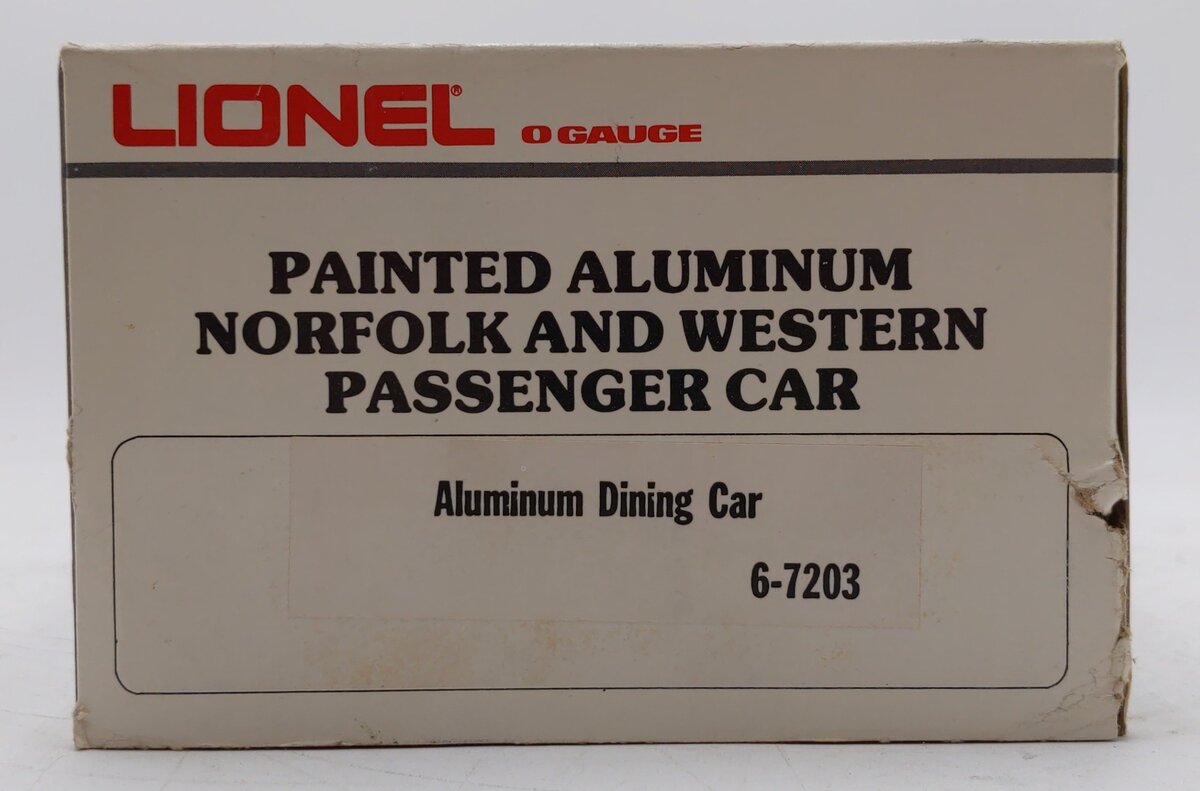 LIONEL® O GAUGE
PAINTED ALUMINUM
NORFOLK AND WESTERN
PASSENGER CAR
Aluminum Dining Car
6-7203